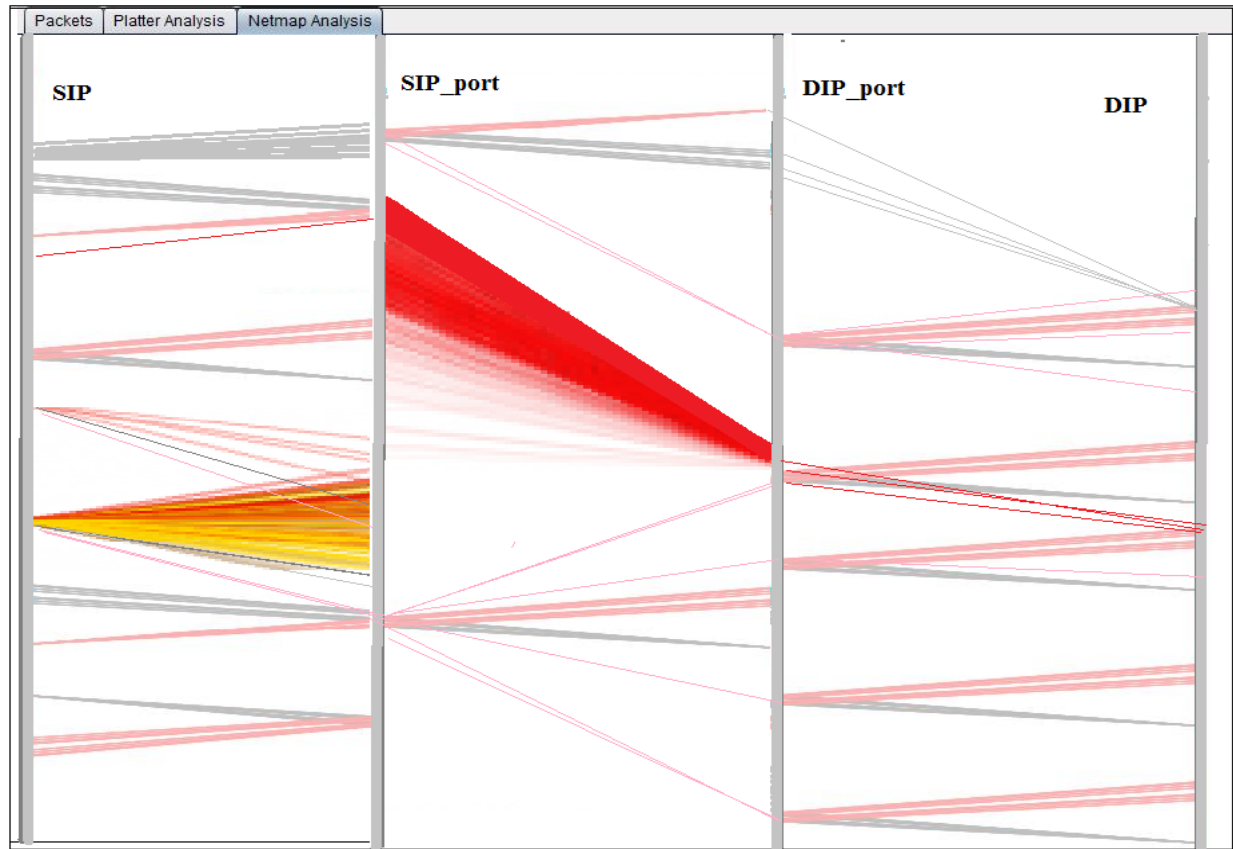 Packets Platter Analysis Netmap Analysis
SIP
SIP_port
DIP_port
DIP